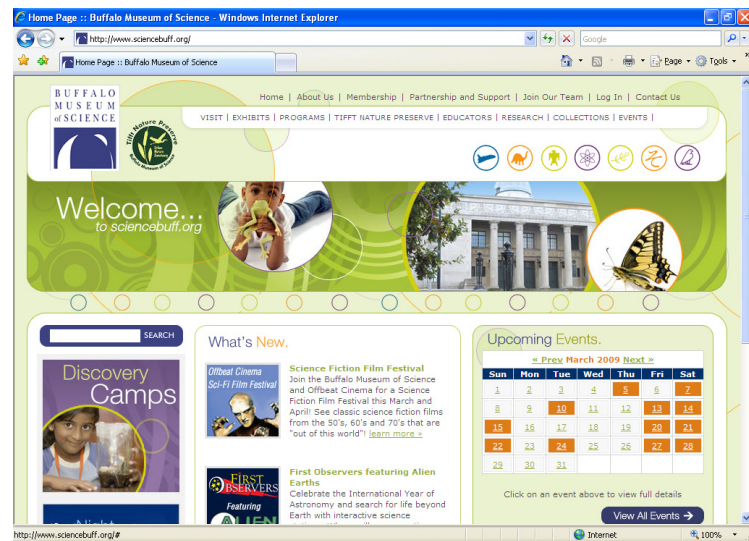 Home Page :: Buffalo Museum of Science - Windows Internet Explorer
http://www.sciencebuff.org/
Google
Home Page :: Buffalo Museum of Science
Page
Tools
BUFFALO
MUSEUM
of SCIENCE
Tifft Nature Preserve
Buffalo Museum of Science
Home | About Us | Membership | Partnership and Support | Join Our Team | Log In | Contact Us
VISIT | EXHIBITS | PROGRAMS | TIFFT NATURE PRESERVE | EDUCATORS | RESEARCH | COLLECTIONS | EVENTS |
Welcome...
to sciencebuff.org
SEARCH
Discovery
Camps
Night
What's New.
Offbeat Cinema
Sci-Fi Film Festival
Science Fiction Film Festival
Join the Buffalo Museum of Science
and Offbeat Cinema for a Science
Fiction Film Festival this March and
April! See classic science fiction films
from the 50's, 60's and 70's that are
"out of this world"! learn more »
FIRST
OBSERVERS
Featuring
ALIEN
First Observers featuring Alien
Earths
Celebrate the International Year of
Astronomy and search for life beyond
Earth with interactive science
Upcoming Events.
« Prev March 2009 Next »
Sun Mon Tue Wed Thu Fri Sat
1 2 3 4 5 6 7
8 9 10 11 12 13 14
15 16 17 18 19 20 21
22 23 24 25 26 27 28
29 30 31
Click on an event above to view full details
View All Events →
http://www.sciencebuff.org/#
Internet
100%